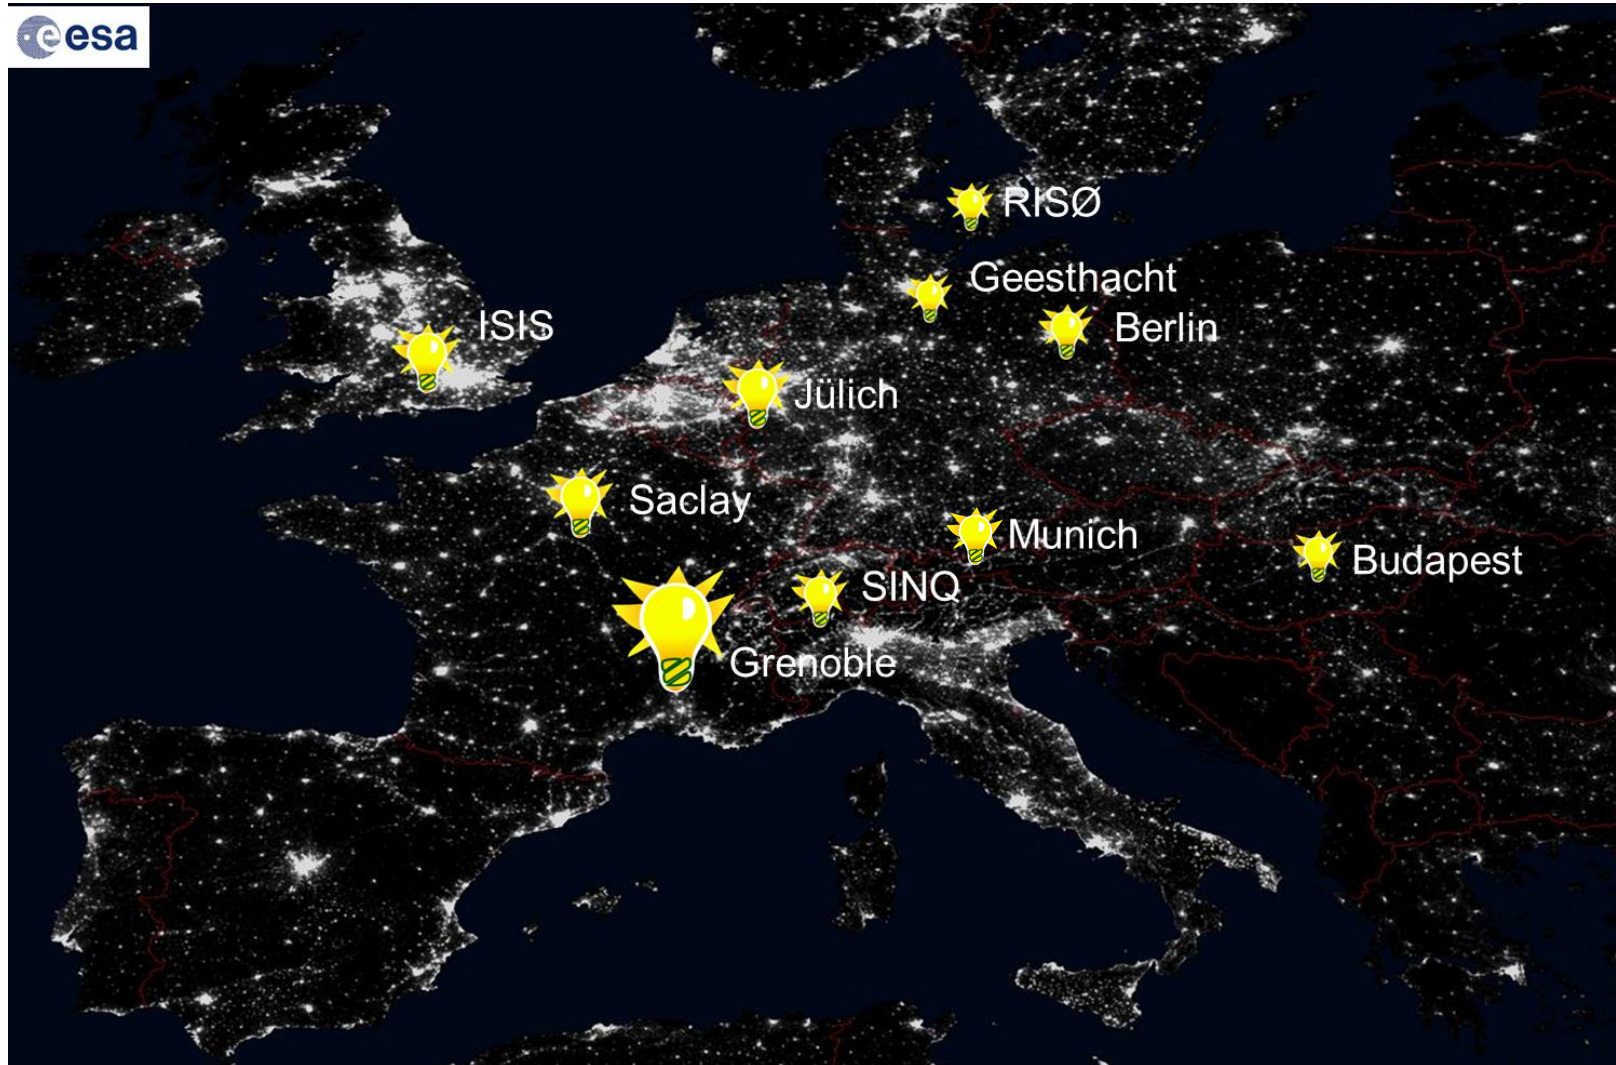 esa
RISØ
Geesthacht
ISIS
Berlin
Jülich
Saclay
Munich
Budapest
SINQ
Grenoble